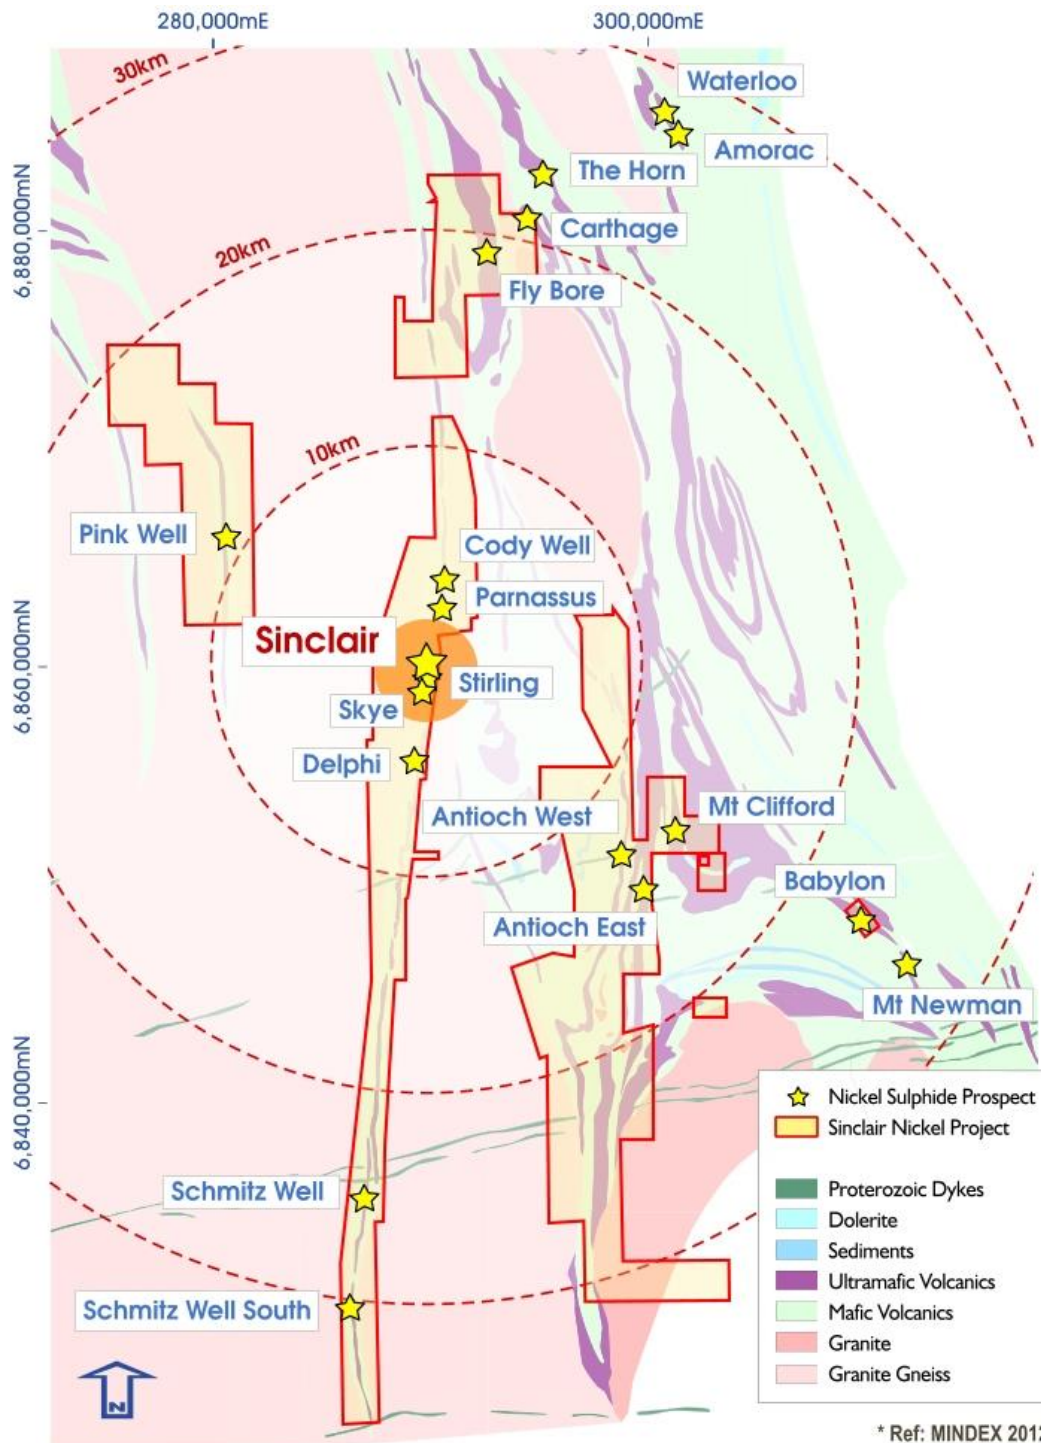 280,000mE
300,000mE
30km
Waterloo
Amorac
The Horn
Carthage
6,880,000mN
20km
Fly Bore
10km
Pink Well
Cody Well
Parnassus
Sinclair
6,860,000mN
Stirling
Skye
Delphi
Antioch West
Mt Clifford
Babylon
Antioch East
Mt Newman
6,840,000mN
Nickel Sulphide Prospect
Sinclair Nickel Project
Schmitz Well
Proterozoic Dykes
Dolerite
Sediments
Ultramafic Volcanics
Schmitz Well South
Mafic Volcanics
Granite
Granite Gneiss
N
* Ref: MINDEX 2012